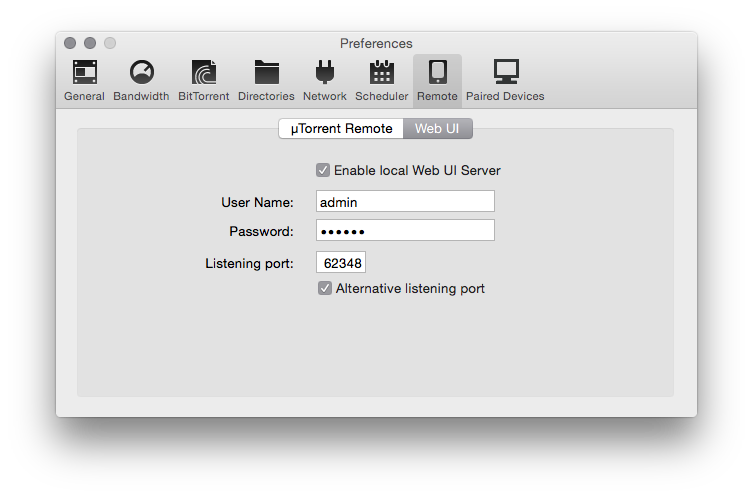 Preferences
General Bandwidth BitTorrent Directories Network Scheduler Remote Paired Devices
µTorrent Remote Web UI
Enable local Web UI Server
User Name: admin
Password: ••••••
Listening port: 62348
Alternative listening port